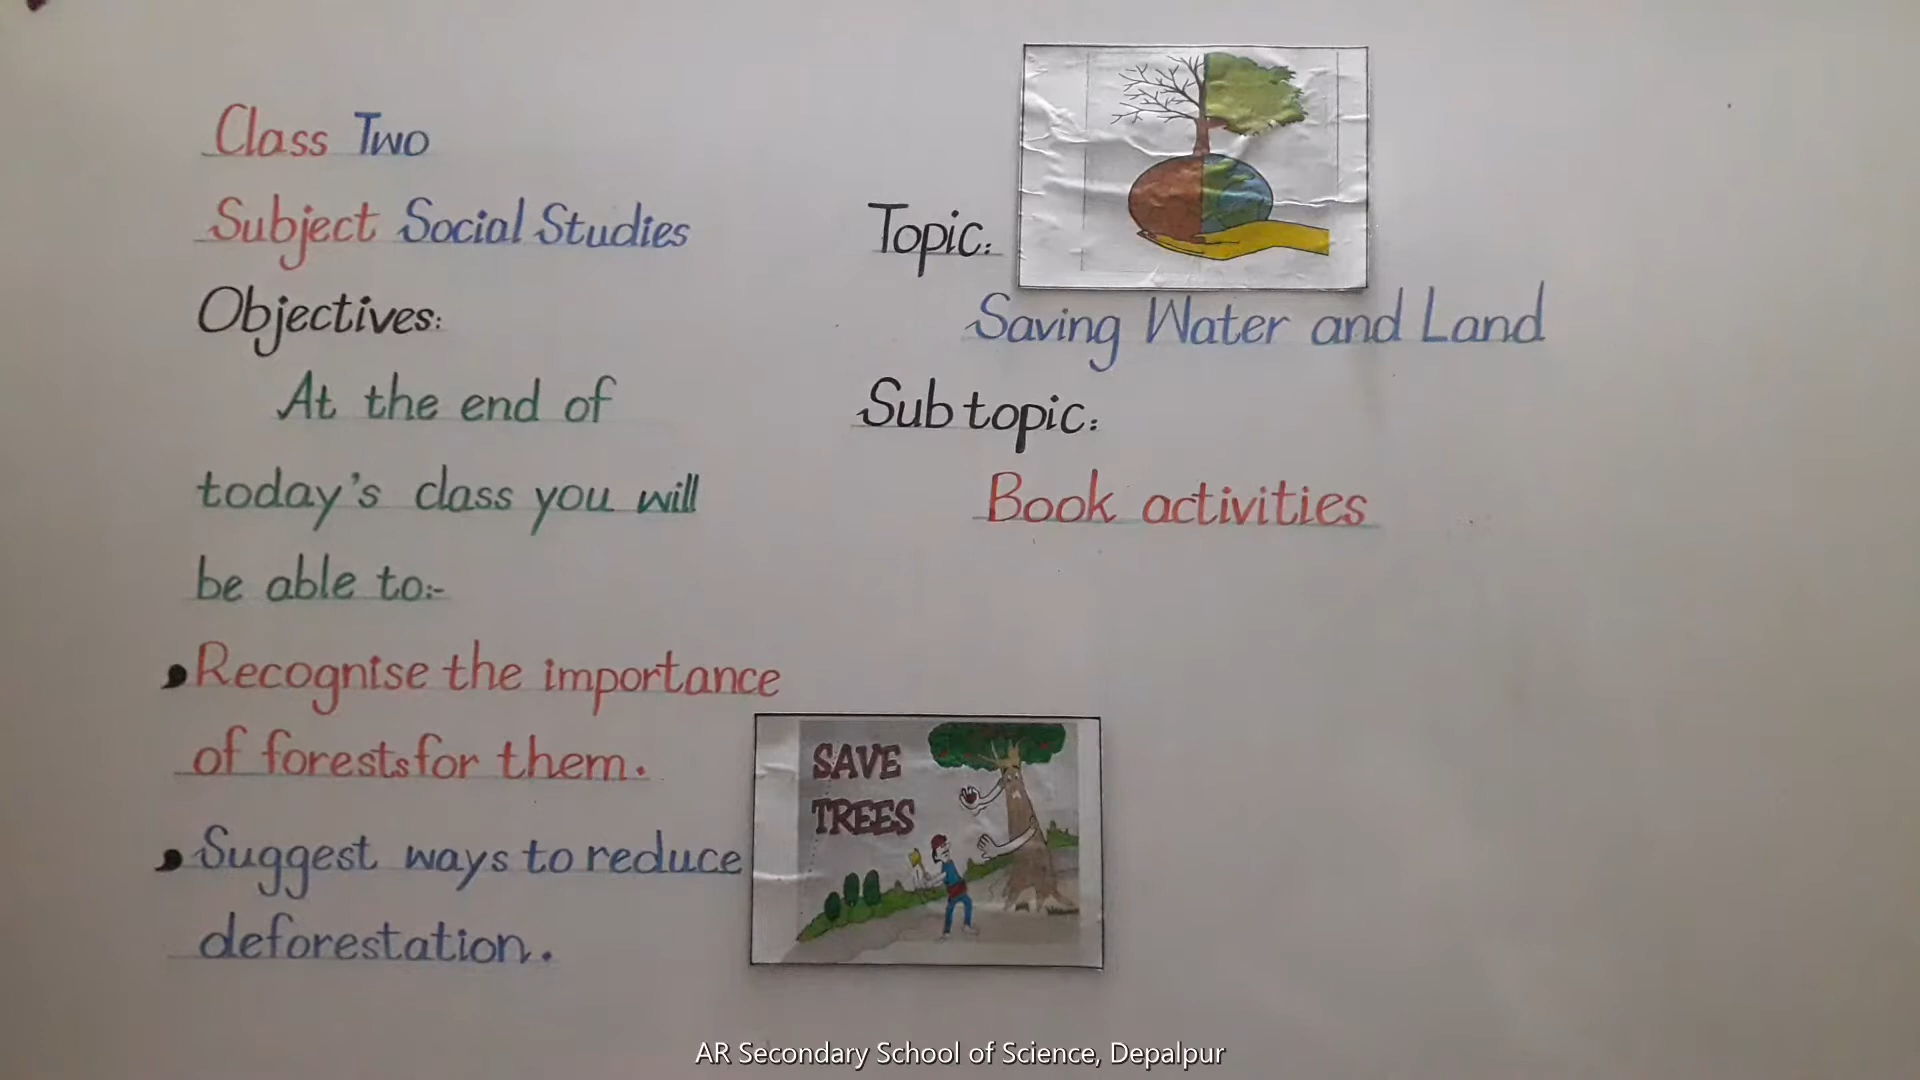 Class Two
Subject Social Studies
Objectives:
At the end of
today's class you will
be able to:-
Recognise the importance
of forests for them.
Suggest ways to reduce
deforestation.
Topic:
Saving Water and Land
Sub topic:
Book activities
SAVE
TREES
AR Secondary School of Science, Depalpur